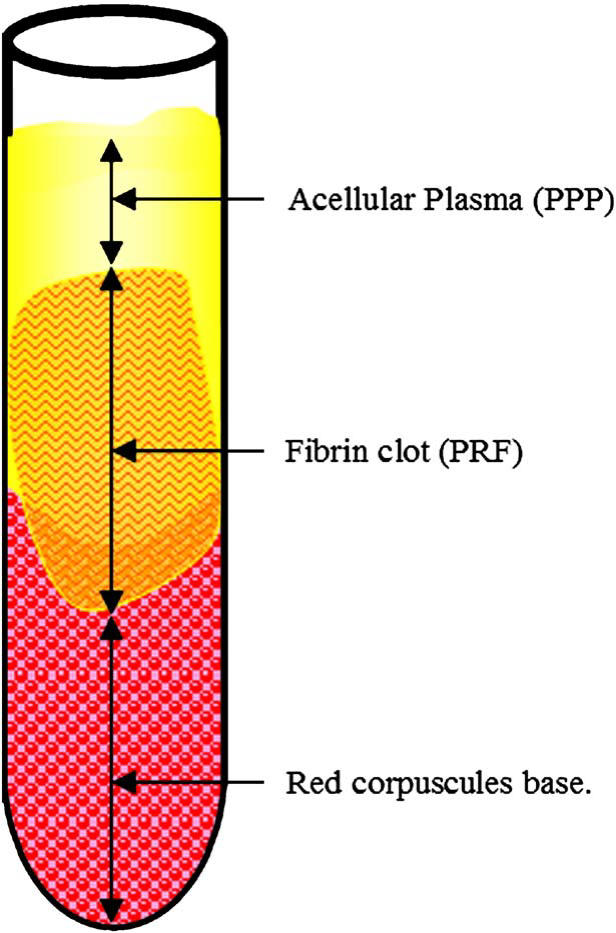 Acellular Plasma (PPP)
Fibrin clot (PRF)
Red corpuscules base.